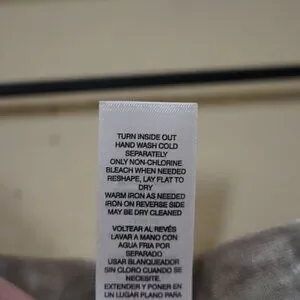 TURN INSIDE OUT
HAND WASH COLD
SEPARATELY
ONLY NON-CHLORINE
BLEACH WHEN NEEDED
RESHAPE, LAY FLAT TO
DRY
WARM IRON AS NEEDED
IRON ON REVERSE SIDE
MAY BE DRY CLEANED
VOLTEAR AL REVÉS
LAVAR A MANO CON
AGUA FRIA POR
SEPARADO
USAR BLANQUEADOR
SIN CLORO CUANDO SE
NECESITE.
EXTENDER Y PONER EN
UN LUGAR PLANO PARA